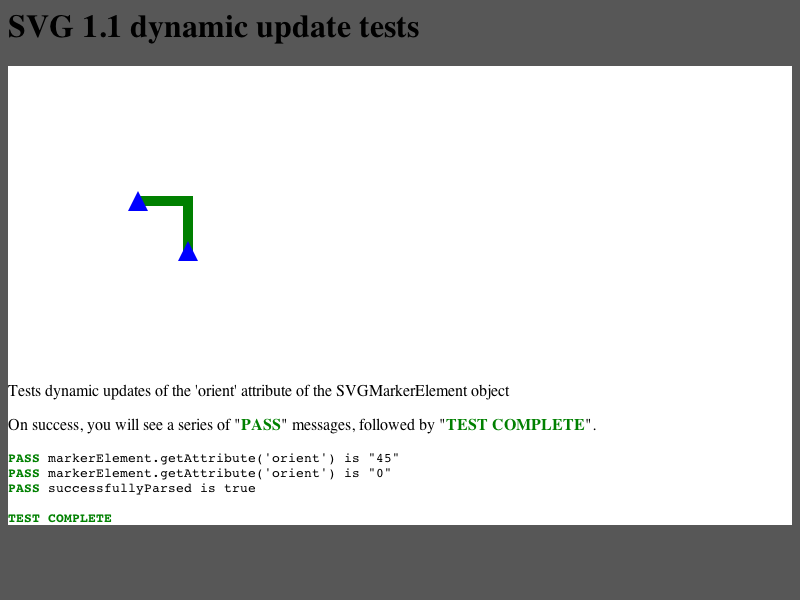 SVG 1.1 dynamic update tests
Tests dynamic updates of the 'orient' attribute of the SVGMarkerElement object
On success, you will see a series of "PASS" messages, followed by "TEST COMPLETE".
PASS markerElement.getAttribute('orient') is "45"
PASS markerElement.getAttribute('orient') is "0"
PASS successfullyParsed is true
TEST COMPLETE